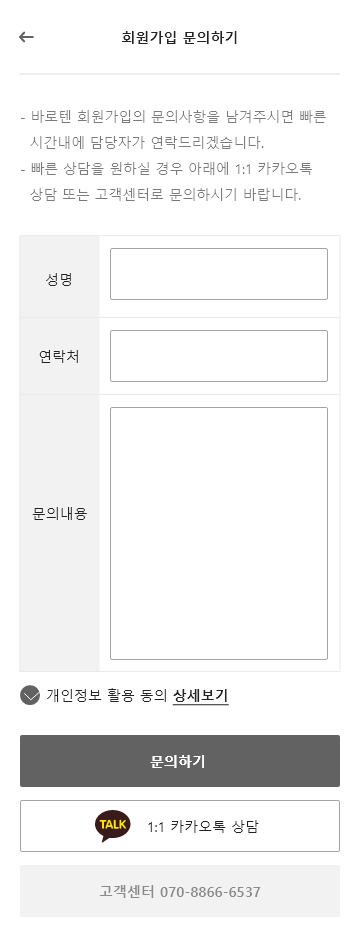 회원가입 문의하기
- 바로텐 회원가입의 문의사항을 남겨주시면 빠른
시간내에 담당자가 연락드리겠습니다.
- 빠른 상담을 원하실 경우 아래에 1:1 카카오톡
상담 또는 고객센터로 문의하시기 바랍니다.
성명
연락처
문의내용
개인정보 활용 동의 상세보기
문의하기
TALK 1:1 카카오톡 상담
고객센터 070-8866-6537